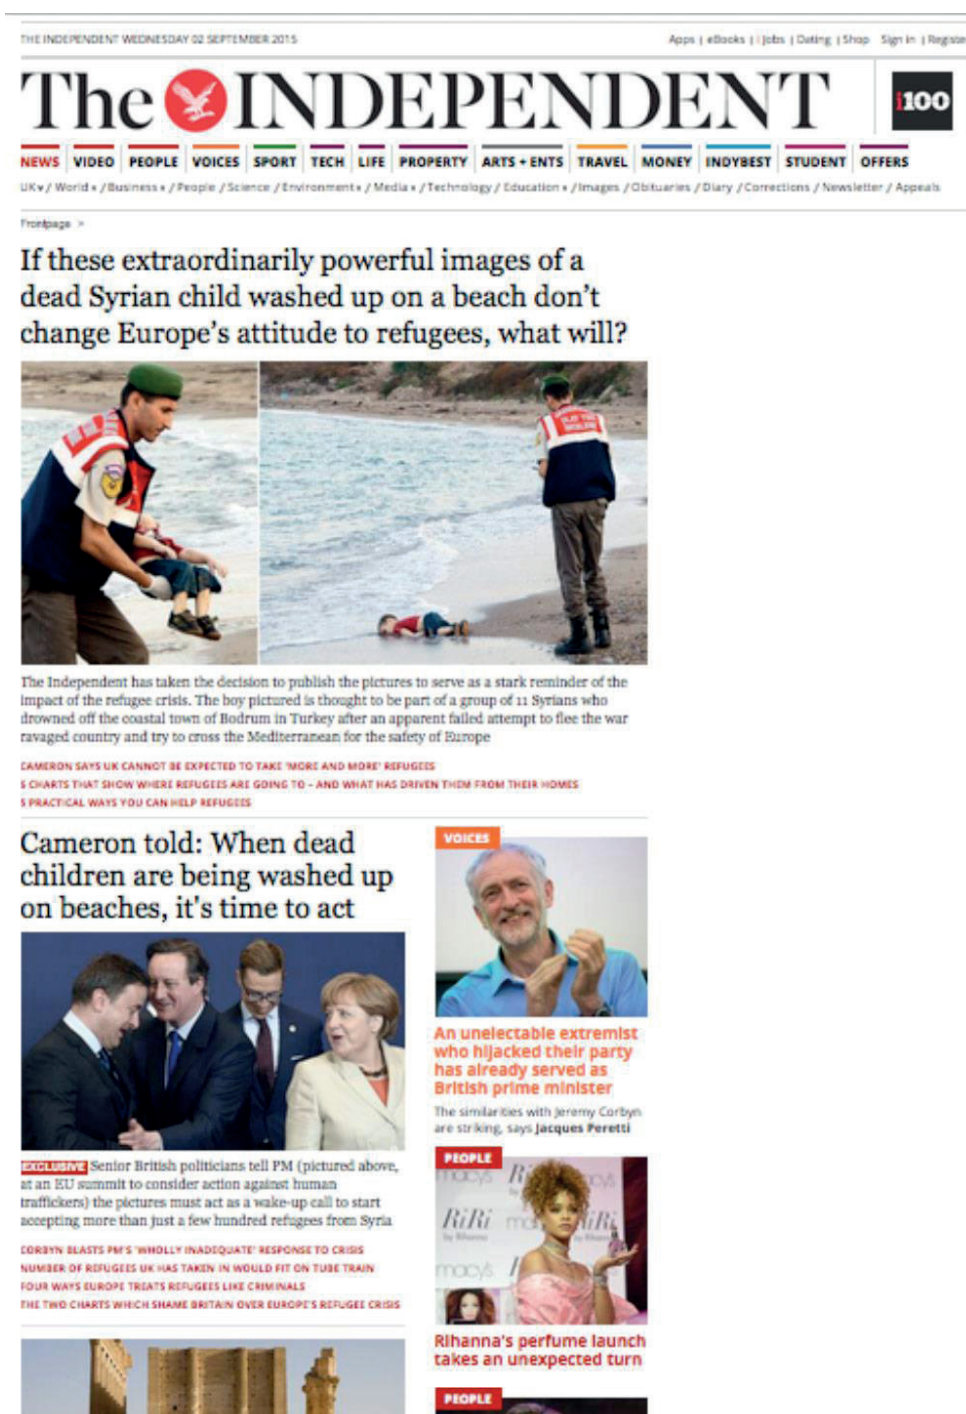 THE INDEPENDENT WEDNESDAY 02 SEPTEMBER 2015
Apps | eBooks | i Jobs | Dating | Shop Sign in | Register
The INDEPENDENT
i100
NEWS VIDEO PEOPLE VOICES SPORT TECH LIFE PROPERTY ARTS + ENTS TRAVEL MONEY INDYBEST STUDENT OFFERS
UK / World / Business / People / Science / Environment / Media / Technology / Education / Images / Obituaries / Diary / Corrections / Newsletter / Appeals
Frontpage >
If these extraordinarily powerful images of a
dead Syrian child washed up on a beach don't
change Europe's attitude to refugees, what will?
The Independent has taken the decision to publish the pictures to serve as a stark reminder of the
impact of the refugee crisis. The boy pictured is thought to be part of a group of 11 Syrians who
drowned off the coastal town of Bodrum in Turkey after an apparent failed attempt to flee the war
ravaged country and try to cross the Mediterranean for the safety of Europe
CAMERON SAYS UK CANNOT BE EXPECTED TO TAKE 'MORE AND MORE' REFUGEES
5 CHARTS THAT SHOW WHERE REFUGEES ARE GOING TO – AND WHAT HAS DRIVEN THEM FROM THEIR HOMES
5 PRACTICAL WAYS YOU CAN HELP REFUGEES
Cameron told: When dead
children are being washed up
on beaches, it's time to act
EXCLUSIVE Senior British politicians tell PM (pictured above,
at an EU summit to consider action against human
traffickers) the pictures must act as a wake-up call to start
accepting more than just a few hundred refugees from Syria
CORBYN BLASTS PM'S 'WHOLLY INADEQUATE' RESPONSE TO CRISIS
NUMBER OF REFUGEES UK HAS TAKEN IN WOULD FIT ON TUBE TRAIN
FOUR WAYS EUROPE TREATS REFUGEES LIKE CRIMINALS
THE TWO CHARTS WHICH SHAME BRITAIN OVER EUROPE'S REFUGEE CRISIS
VOICES
An unelectable extremist
who hijacked their party
has already served as
British prime minister
The similarities with Jeremy Corbyn
are striking, says Jacques Peretti
PEOPLE
macy's
RiRi
by Rihanna
macy's
Rihanna's perfume launch
takes an unexpected turn
PEOPLE